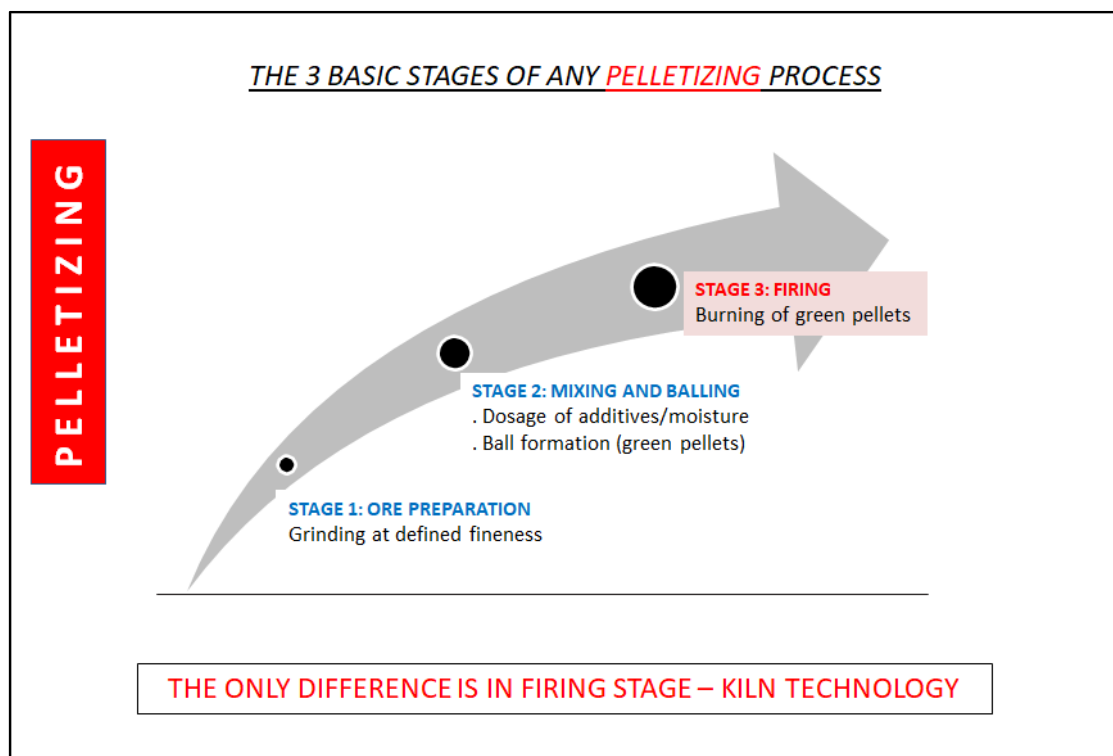 THE 3 BASIC STAGES OF ANY PELLETIZING PROCESS
PELLETIZING
STAGE 3: FIRING
Burning of green pellets
STAGE 2: MIXING AND BALLING
. Dosage of additives/moisture
. Ball formation (green pellets)
STAGE 1: ORE PREPARATION
Grinding at defined fineness
THE ONLY DIFFERENCE IS IN FIRING STAGE – KILN TECHNOLOGY